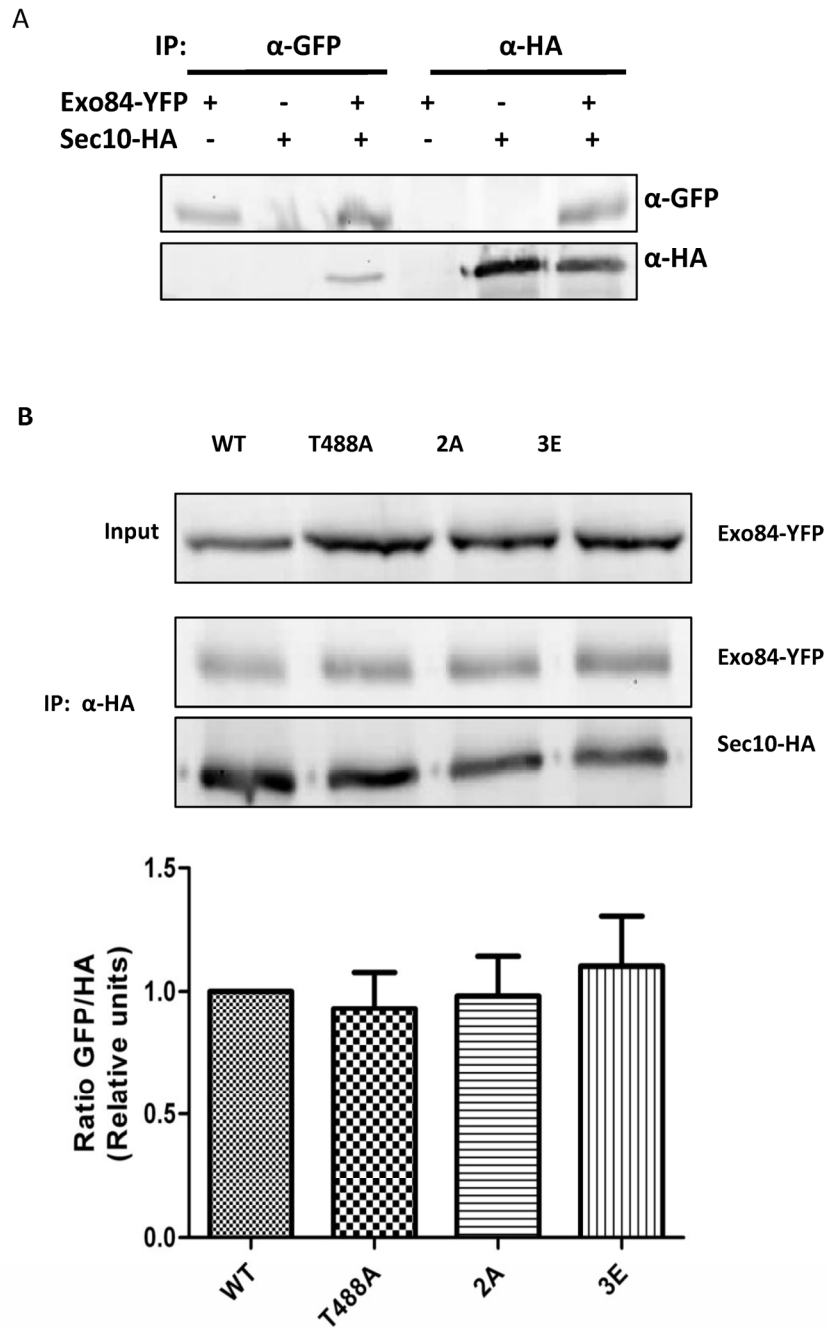 A
IP: α-GFP α-HA
Exo84-YFP + - + + - +
Sec10-HA - + + - + +
α-GFP
α-HA
B
WT T488A 2A 3E
Input Exo84-YFP
Exo84-YFP
IP: α-HA
Sec10-HA
Ratio GFP/HA
(Relative units)
1.5
1.0
0.5
0.0
WT T488A 2A 3E